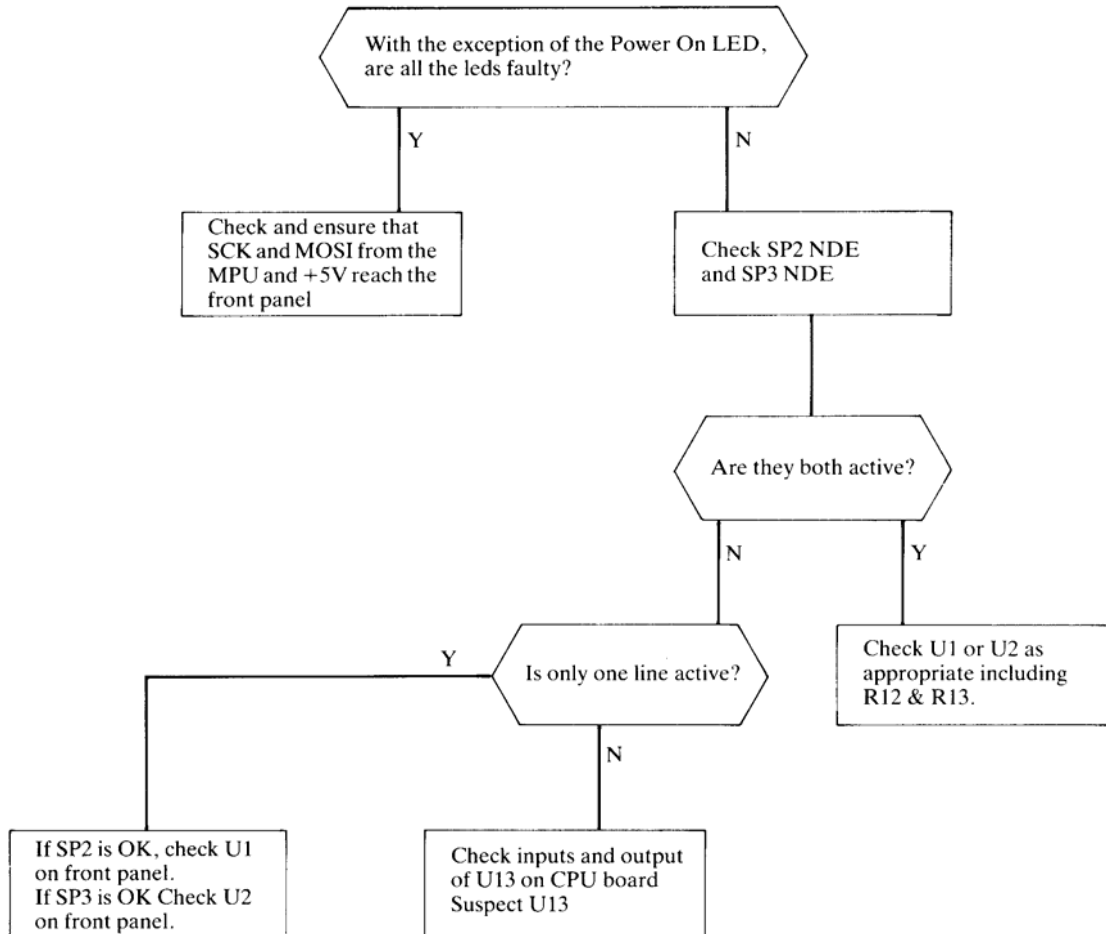 With the exception of the Power On LED,
are all the leds faulty?
Y
N
Check and ensure that
SCK and MOSI from the
MPU and +5V reach the
front panel
Check SP2 NDE
and SP3 NDE
Are they both active?
N
Y
Y
Is only one line active?
Check U1 or U2 as
appropriate including
R12 & R13.
N
If SP2 is OK, check U1
on front panel.
If SP3 is OK Check U2
on front panel.
Check inputs and output
of U13 on CPU board
Suspect U13